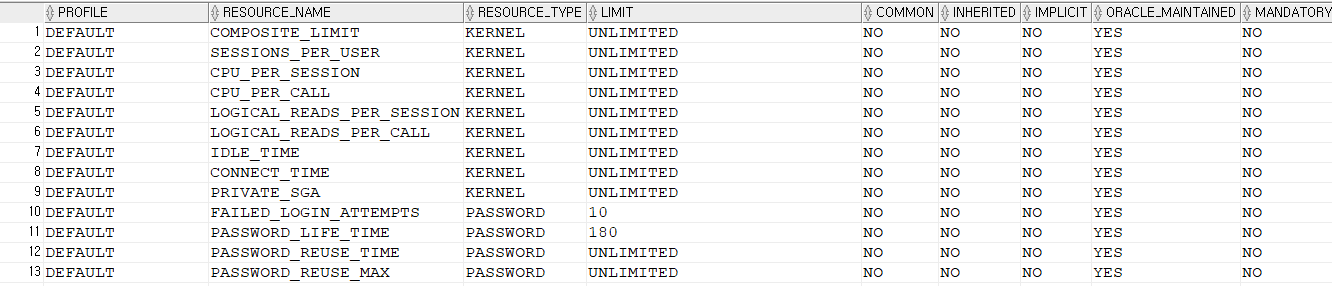 PROFILE RESOURCE_NAME RESOURCE_TYPE LIMIT COMMON INHERITED IMPLICIT ORACLE_MAINTAINED MANDATORY
1 DEFAULT COMPOSITE_LIMIT KERNEL UNLIMITED NO NO NO YES NO
2 DEFAULT SESSIONS_PER_USER KERNEL UNLIMITED NO NO NO YES NO
3 DEFAULT CPU_PER_SESSION KERNEL UNLIMITED NO NO NO YES NO
4 DEFAULT CPU_PER_CALL KERNEL UNLIMITED NO NO NO YES NO
5 DEFAULT LOGICAL_READS_PER_SESSION KERNEL UNLIMITED NO NO NO YES NO
6 DEFAULT LOGICAL_READS_PER_CALL KERNEL UNLIMITED NO NO NO YES NO
7 DEFAULT IDLE_TIME KERNEL UNLIMITED NO NO NO YES NO
8 DEFAULT CONNECT_TIME KERNEL UNLIMITED NO NO NO YES NO
9 DEFAULT PRIVATE_SGA KERNEL UNLIMITED NO NO NO YES NO
10 DEFAULT FAILED_LOGIN_ATTEMPTS PASSWORD 10 NO NO NO YES NO
11 DEFAULT PASSWORD_LIFE_TIME PASSWORD 180 NO NO NO YES NO
12 DEFAULT PASSWORD_REUSE_TIME PASSWORD UNLIMITED NO NO NO YES NO
13 DEFAULT PASSWORD_REUSE_MAX PASSWORD UNLIMITED NO NO NO YES NO